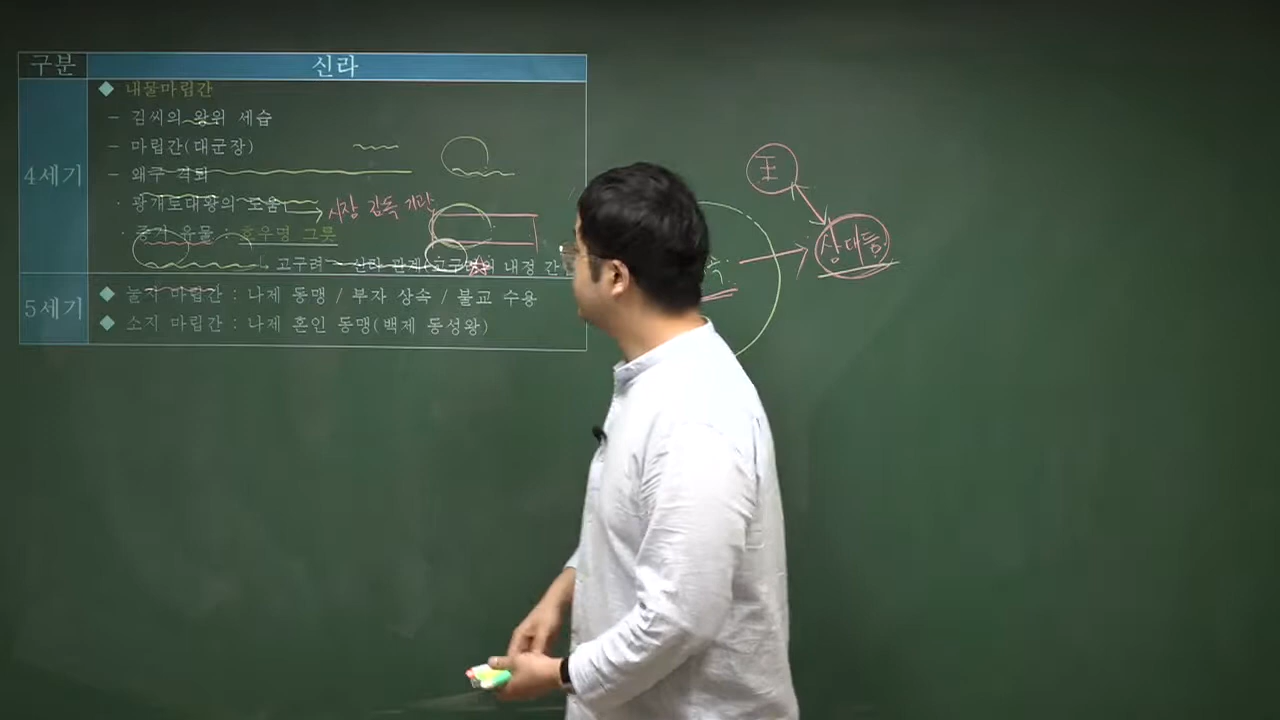 구분 신라
4세기
◆ 내물마립간
- 김씨의 왕위 세습
- 마립간(대군장)
- 왜구 격퇴
· 광개토대왕의 도움
시장 감독 기관
· 증거 유물 : 호우명 그릇
고구려 - 신라 관계(고구려의 내정 간
5세기
◆ 눌지 마립간 : 나제 동맹 / 부자 상속 / 불교 수용
◆ 소지 마립간 : 나제 혼인 동맹(백제 동성왕)
王
상대등